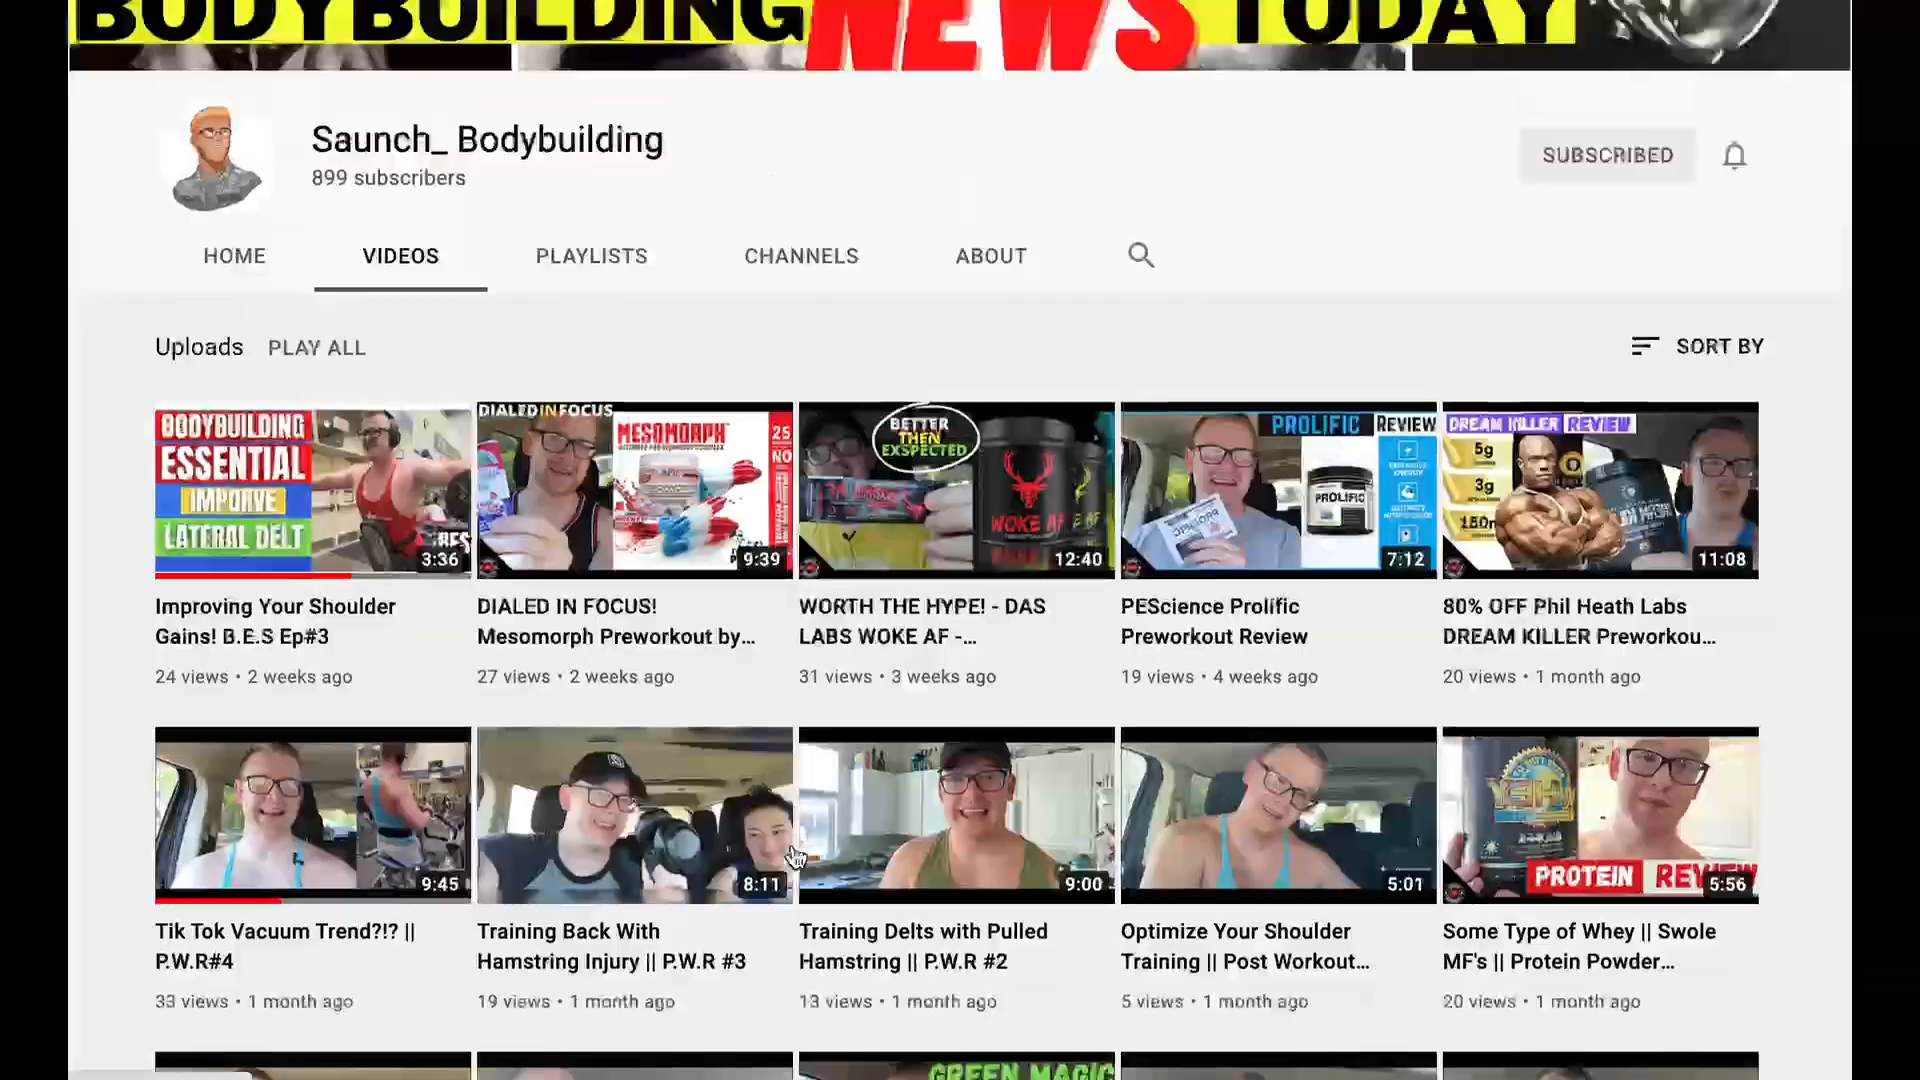 BODYBUILDING NEWS TODAY
Saunch_ Bodybuilding
899 subscribers
SUBSCRIBED
HOME
VIDEOS
PLAYLISTS
CHANNELS
ABOUT
Uploads
PLAY ALL
SORT BY
BODYBUILDING
ESSENTIAL
IMPORVE
LATERAL DELT
3:36
DIALED IN FOCUS
MESOMORPH
25
NO
9:39
BETTER
THEN
EXSPECTED
WOKE AF
12:40
PROLIFIC REVIEW
PROLIFIC
7:12
DREAM KILLER REVIEW
5g
3g
11:08
Improving Your Shoulder
Gains! B.E.S Ep#3
24 views • 2 weeks ago
DIALED IN FOCUS!
Mesomorph Preworkout by...
27 views • 2 weeks ago
WORTH THE HYPE! - DAS
LABS WOKE AF -...
31 views • 3 weeks ago
PEScience Prolific
Preworkout Review
19 views • 4 weeks ago
80% OFF Phil Heath Labs
DREAM KILLER Preworkou...
20 views • 1 month ago
9:45
8:11
9:00
5:01
PROTEIN REVIEW
5:56
Tik Tok Vacuum Trend?!? ||
P.W.R#4
33 views • 1 month ago
Training Back With
Hamstring Injury || P.W.R #3
19 views • 1 month ago
Training Delts with Pulled
Hamstring || P.W.R #2
13 views • 1 month ago
Optimize Your Shoulder
Training || Post Workout...
5 views • 1 month ago
Some Type of Whey || Swole
MF's || Protein Powder...
20 views • 1 month ago
GREEN MAGIC